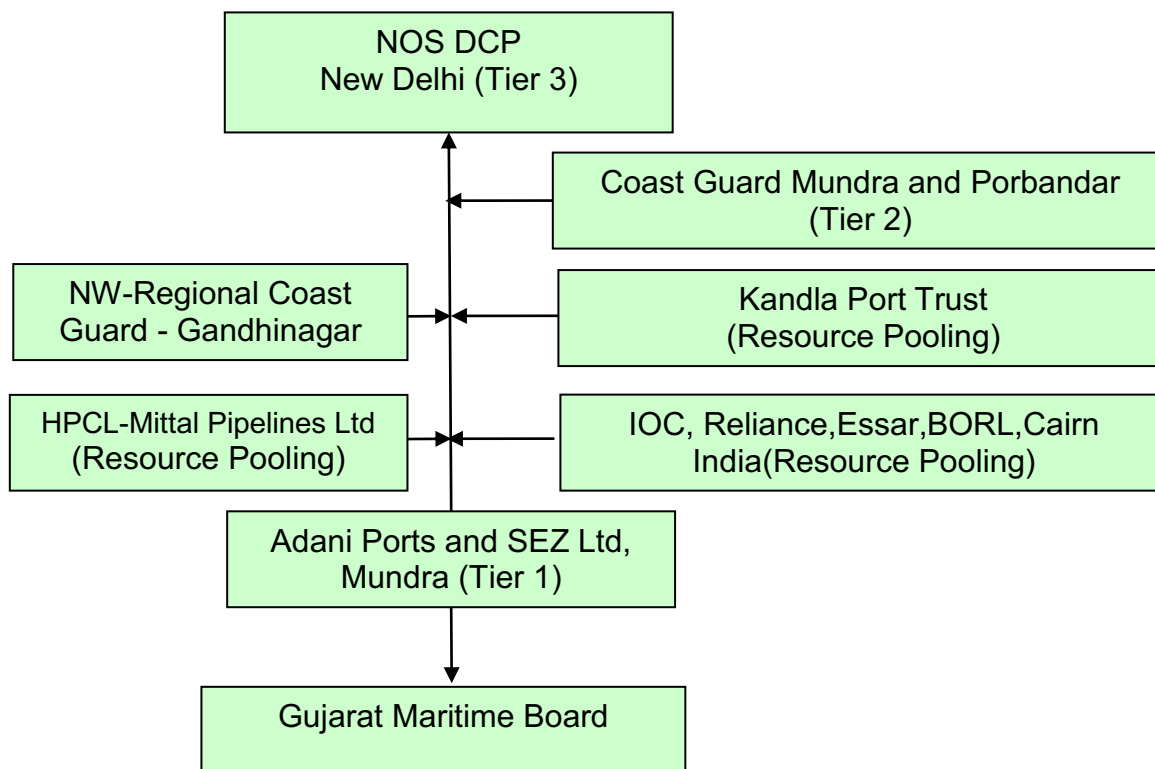 NOS DCP
New Delhi (Tier 3)
Coast Guard Mundra and Porbandar
(Tier 2)
NW-Regional Coast
Guard - Gandhinagar
Kandla Port Trust
(Resource Pooling)
HPCL-Mittal Pipelines Ltd
(Resource Pooling)
IOC, Reliance,Essar,BORL,Cairn
India(Resource Pooling)
Adani Ports and SEZ Ltd,
Mundra (Tier 1)
Gujarat Maritime Board